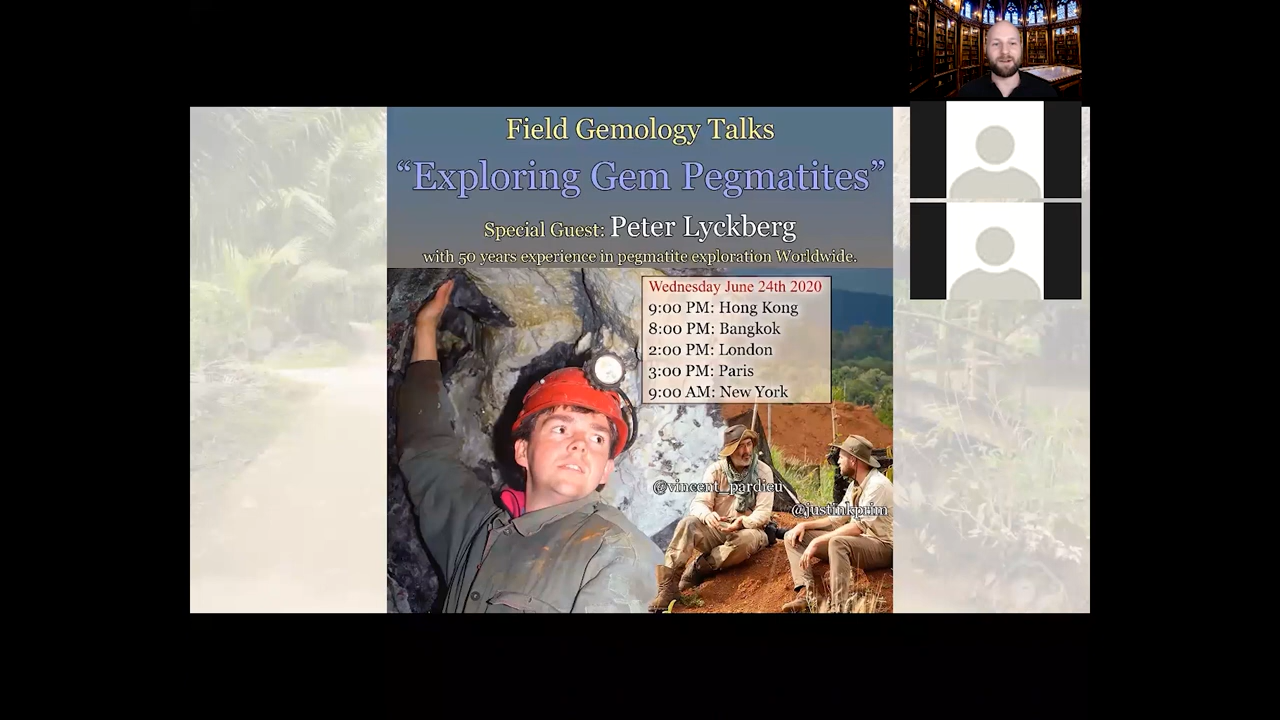 Field Gemology Talks
“Exploring Gem Pegmatites”
Special Guest: Peter Lyckberg
with 50 years experience in pegmatite exploration Worldwide.
Wednesday June 24th 2020
9:00 PM: Hong Kong
8:00 PM: Bangkok
2:00 PM: London
3:00 PM: Paris
9:00 AM: New York
@vincent_pardieu
@justinkprim